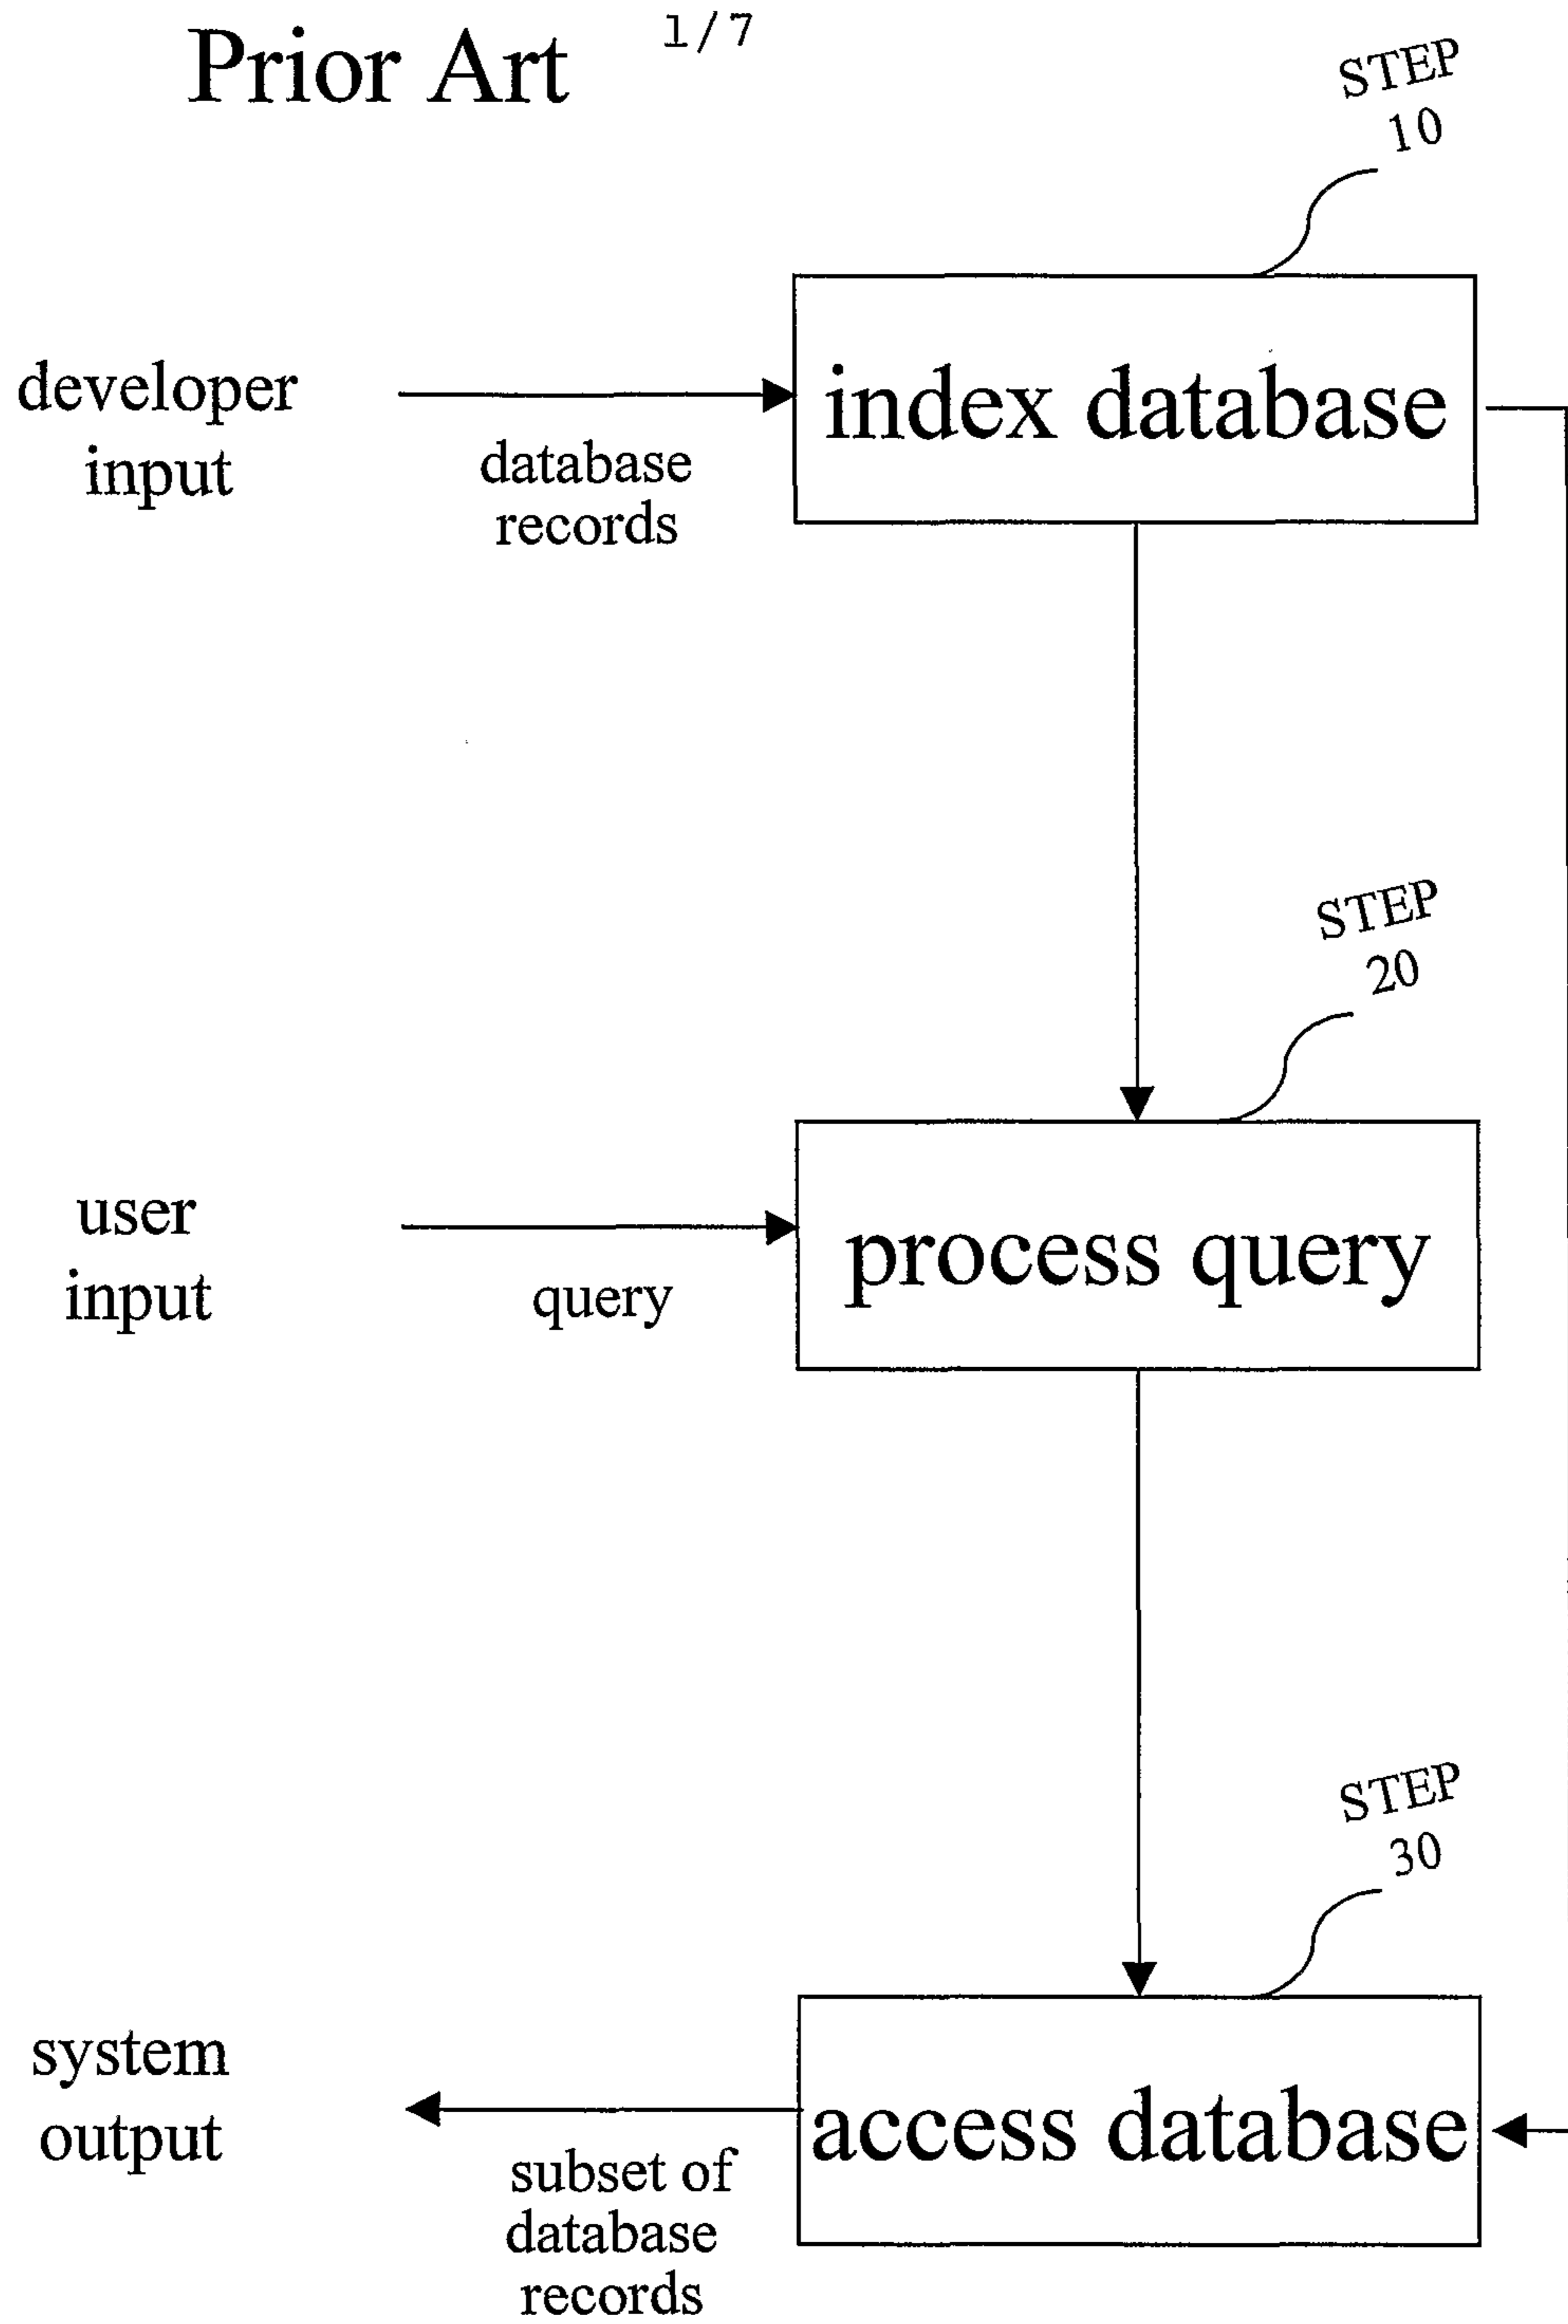 Prior Art
1/7
STEP
10
developer
input
database
records
index database
STEP
20
user
input
query
process query
STEP
30
system
output
subset of
database
records
access database